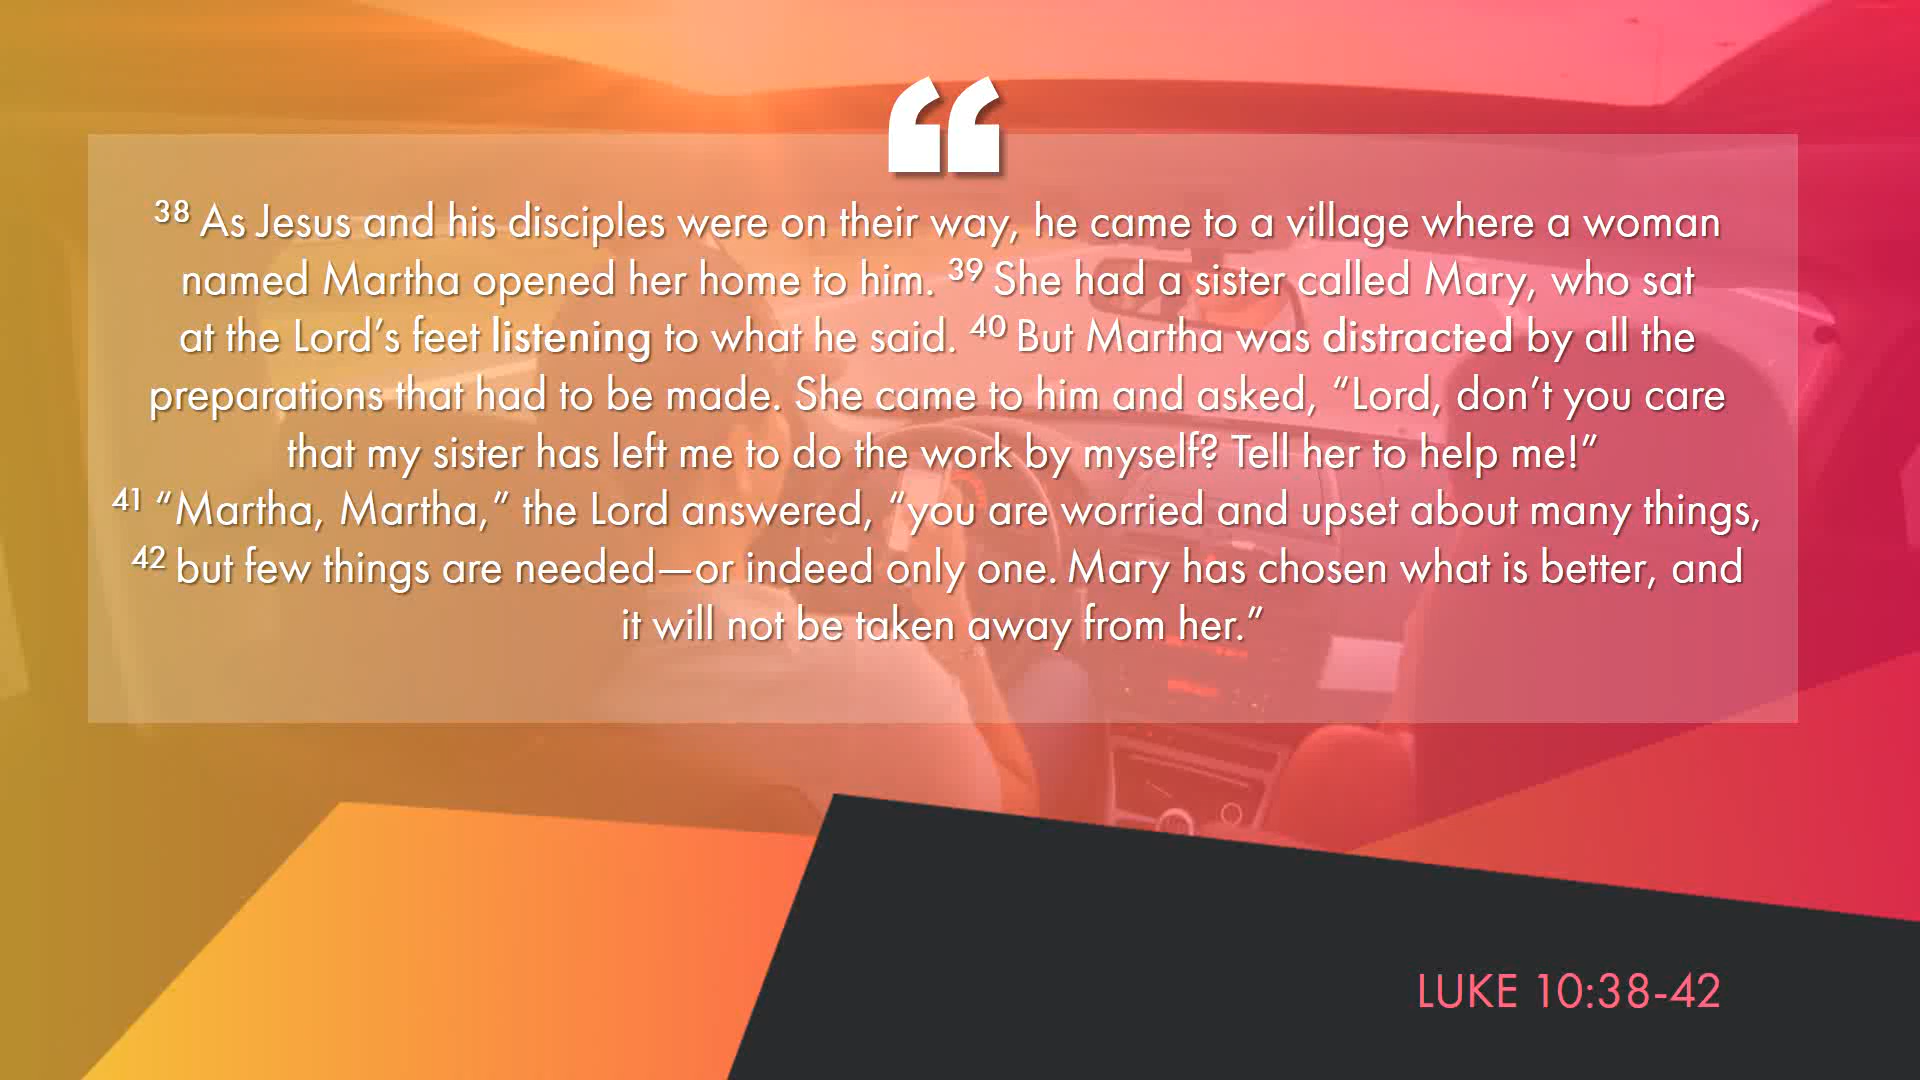 “
38 As Jesus and his disciples were on their way, he came to a village where a woman
named Martha opened her home to him. 39 She had a sister called Mary, who sat
at the Lord’s feet listening to what he said. 40 But Martha was distracted by all the
preparations that had to be made. She came to him and asked, “Lord, don’t you care
that my sister has left me to do the work by myself? Tell her to help me!”
41 “Martha, Martha,” the Lord answered, “you are worried and upset about many things,
42 but few things are needed—or indeed only one. Mary has chosen what is better, and
it will not be taken away from her.”
LUKE 10:38-42